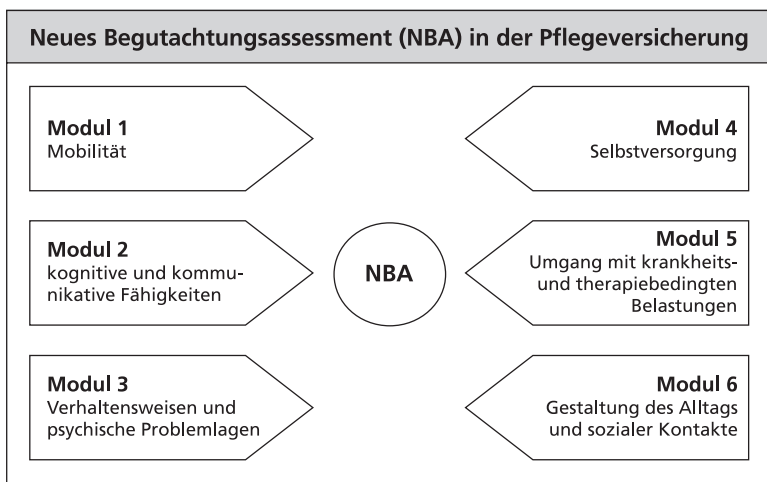 Neues Begutachtungsassessment (NBA) in der Pflegeversicherung
Modul 1
Mobilität
Modul 2
kognitive und kommu-
nikative Fähigkeiten
Modul 3
Verhaltensweisen und
psychische Problemlagen
NBA
Modul 4
Selbstversorgung
Modul 5
Umgang mit krankheits-
und therapiebedingten
Belastungen
Modul 6
Gestaltung des Alltags
und sozialer Kontakte